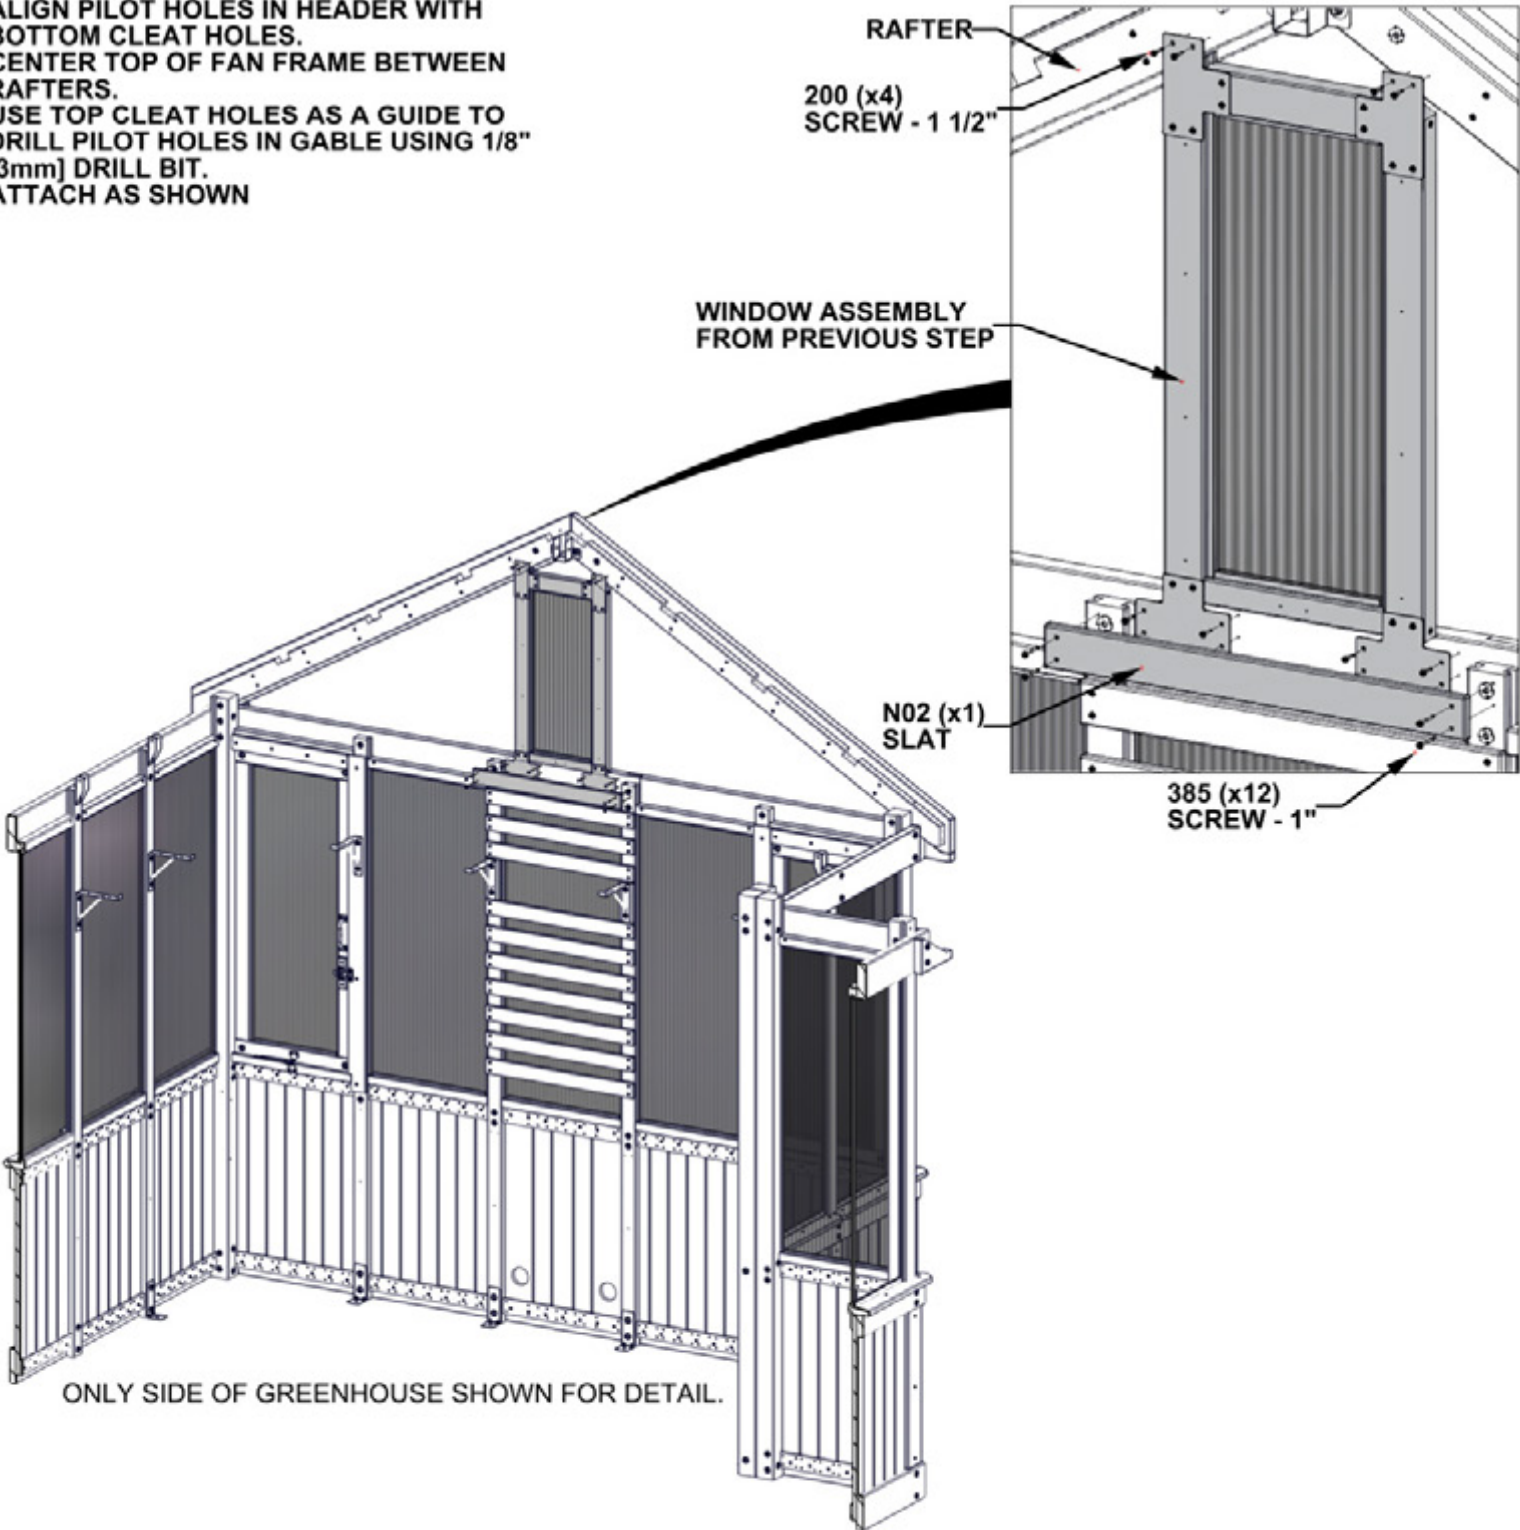 ALIGN PILOT HOLES IN HEADER WITH
BOTTOM CLEAT HOLES.
CENTER TOP OF FAN FRAME BETWEEN
RAFTERS.
USE TOP CLEAT HOLES AS A GUIDE TO
DRILL PILOT HOLES IN GABLE USING 1/8"
[3mm] DRILL BIT.
ATTACH AS SHOWN
RAFTER
200 (x4)
SCREW - 1 1/2"
WINDOW ASSEMBLY
FROM PREVIOUS STEP
N02 (x1)
SLAT
385 (x12)
SCREW - 1"
ONLY SIDE OF GREENHOUSE SHOWN FOR DETAIL.